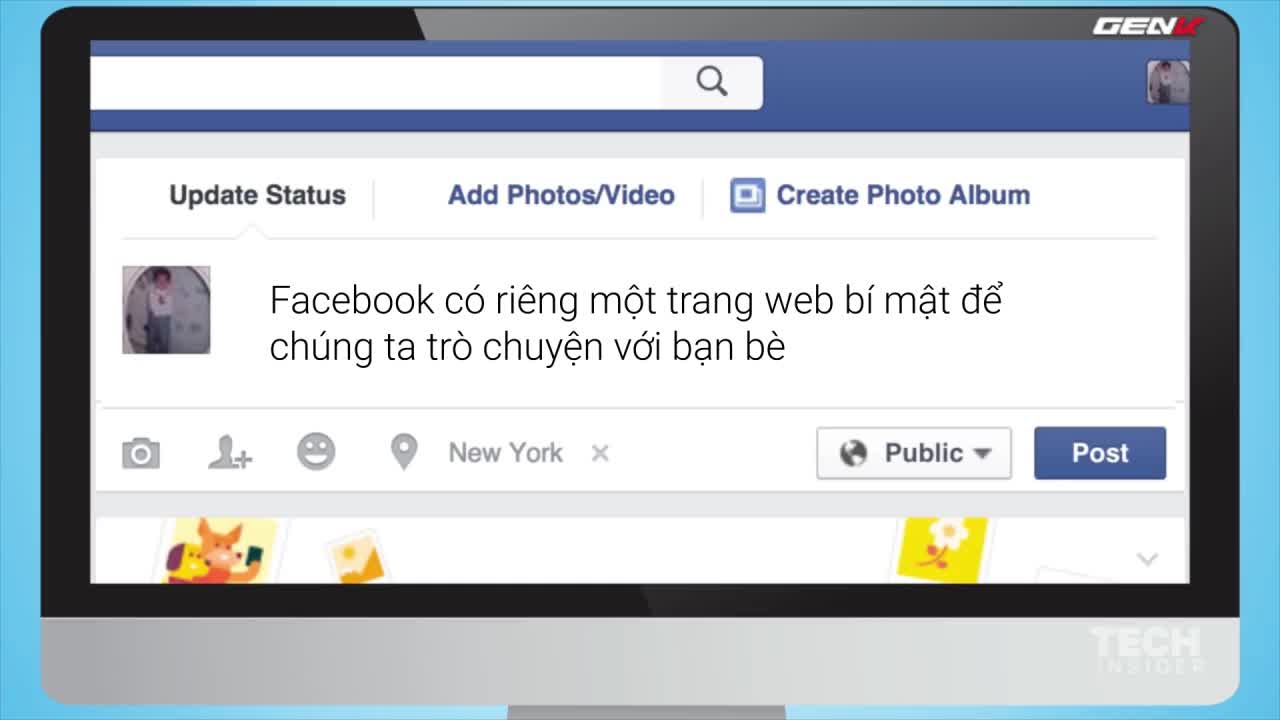 GENK
Update Status
Add Photos/Video
Create Photo Album
Facebook có riêng một trang web bí mật để
chúng ta trò chuyện với bạn bè
New York
Public
Post
TECH
INSIDER